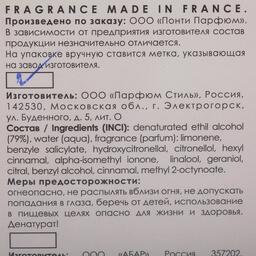 FRAGRANCE MADE IN FRANCE.
Произведено по заказу: ООО «Понти Парфюм».
В зависимости от предприятия изготовителя состав
продукции незначительно отличается.
На упаковке вручную ставится метка, указывающая
на завод изготовителя.
Изготовитель: ООО «Парфюм Стиль», Россия,
142530, Московская обл., г. Электрогорск,
ул. Буденного, д. 5, лит. О
Состав / Ingredients (INCI): denaturated ethil alcohol
(79%), water (aqua), fragrance (parfum): limonene,
benzyle salicylate, hydroxycitronellal, citronellol, hexyl
cinnamal, alpha-isomethyl ionone, linalool, geraniol,
citral, benzyl alcohol, cinnamal, methyl 2-octynoate.
Меры предосторожности:
огнеопасно, не распылять вблизи огня, не допускать
попадания в глаза, беречь от детей, использование
в пищевых целях опасно для жизни и здоровья.
Денатурат!
Изготовитель: ООО «АБАР», Россия, 357202,